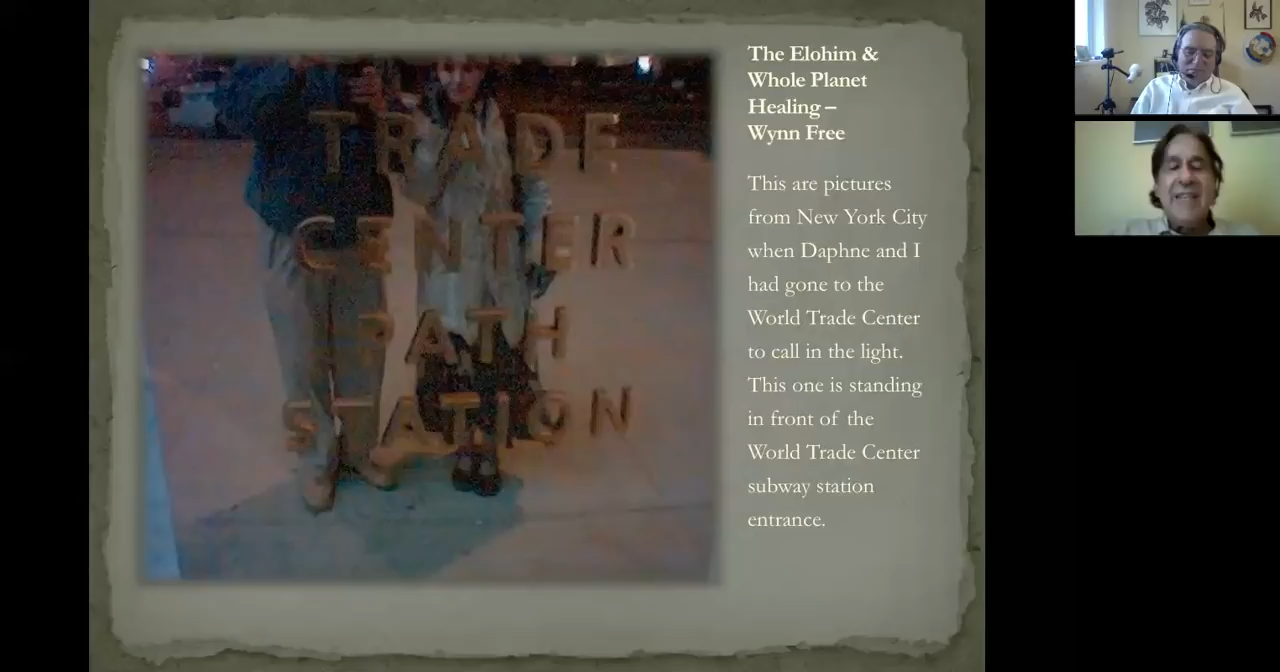 TRADE
CENTER
PATH
STATION
The Elohim &
Whole Planet
Healing –
Wynn Free
This are pictures
from New York City
when Daphne and I
had gone to the
World Trade Center
to call in the light.
This one is standing
in front of the
World Trade Center
subway station
entrance.